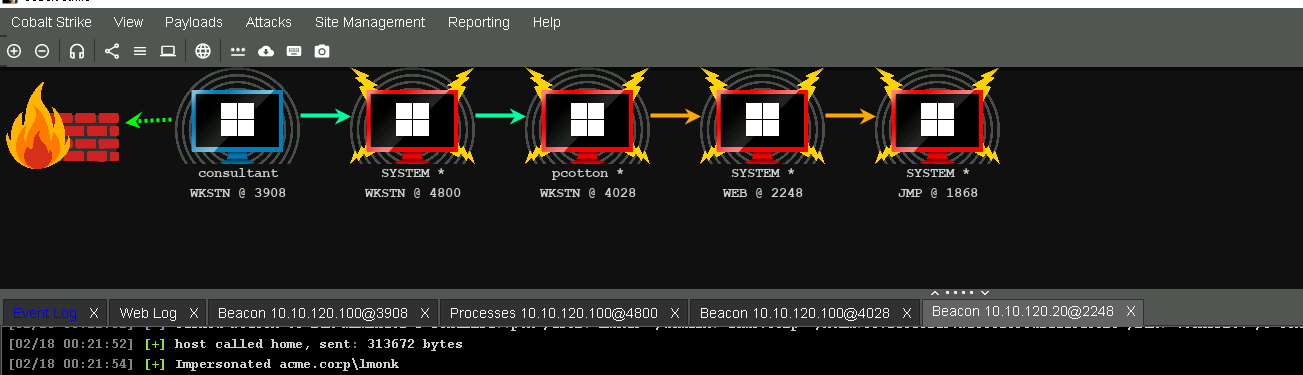 Cobalt Strike View Payloads Attacks Site Management Reporting Help
consultant SYSTEM * pcotton * SYSTEM * SYSTEM *
WKSTN @ 3908 WKSTN @ 4800 WKSTN @ 4028 WEB @ 2248 JMP @ 1868
Event Log X Web Log X Beacon 10.10.120.100@3908 X Processes 10.10.120.100@4800 X Beacon 10.10.120.100@4028 X Beacon 10.10.120.20@2248 X
[02/18 00:21:52] [+] host called home, sent: 313672 bytes
[02/18 00:21:54] [+] Impersonated acme.corp\lmonk